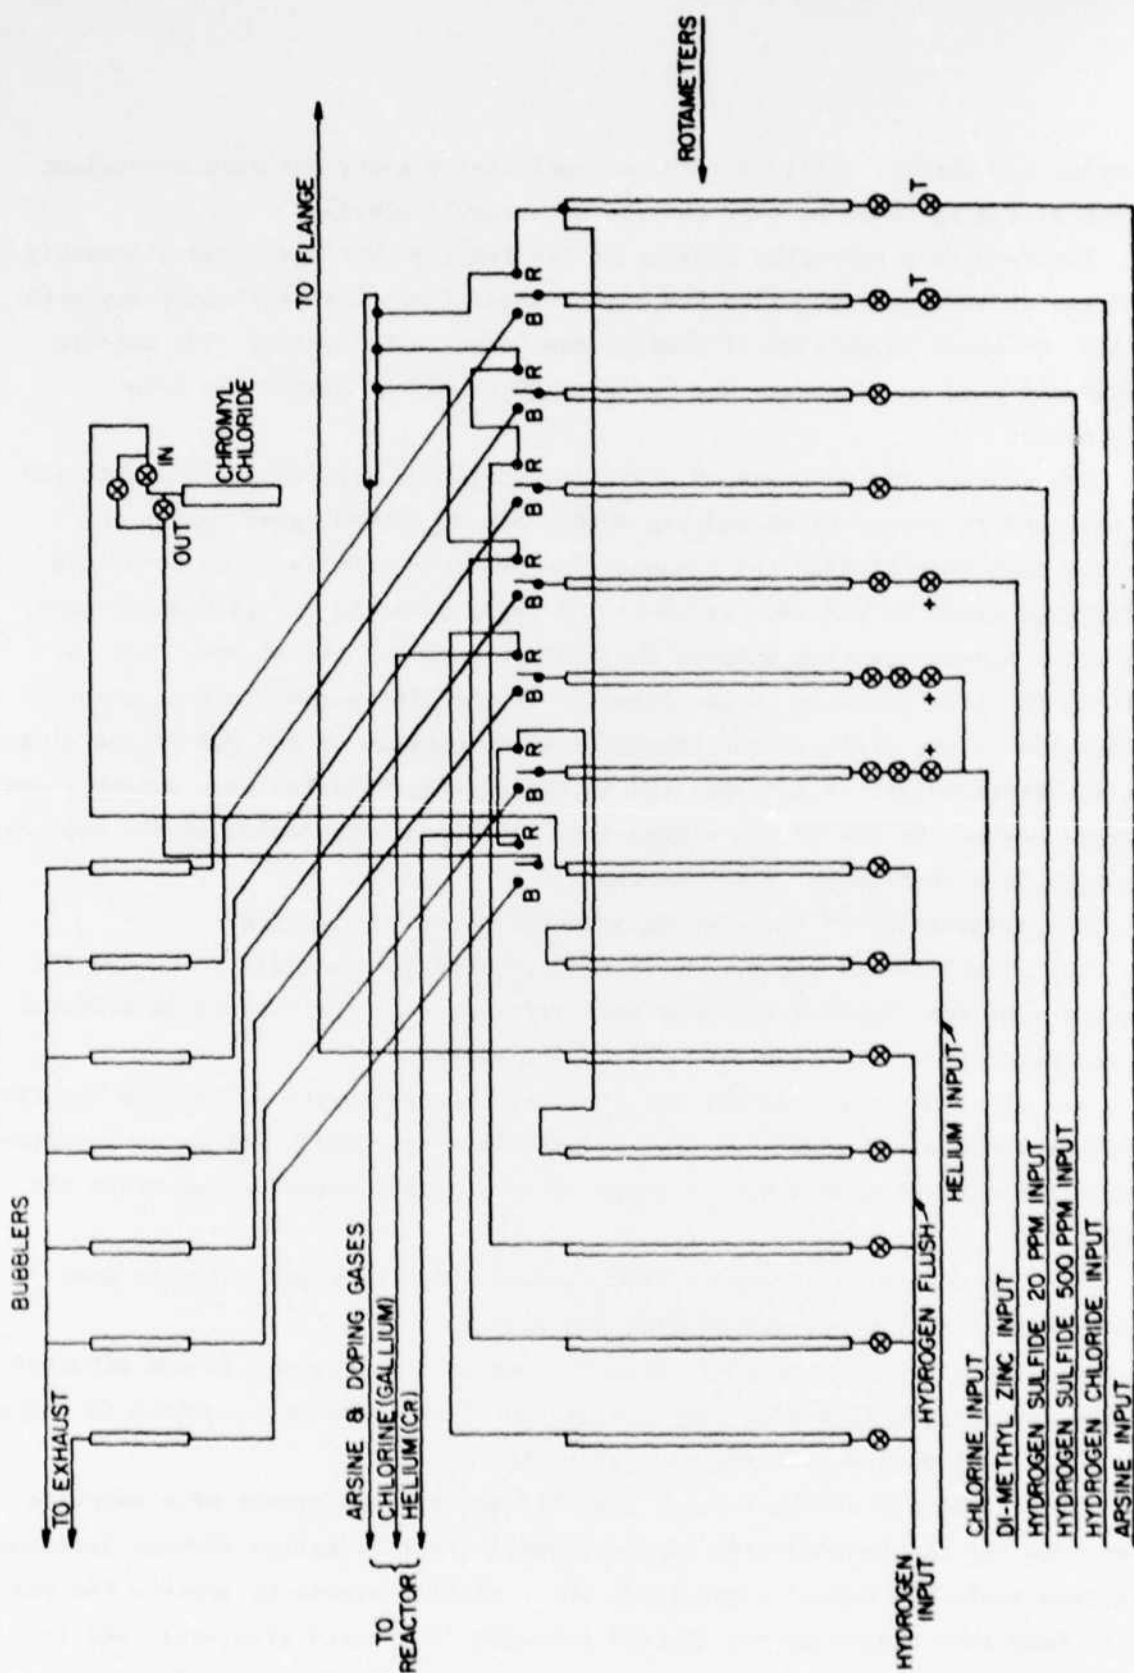 BUBBLERS
TO EXHAUST
TO FLANGE
IN
OUT
CHROMYL
CHLORIDE
ARSINE & DOPING GASES
CHLORINE (GALLIUM)
HELIUM (CR)
TO
REACTOR
B R
B R
B R
B R
B R
B R
B R
ROTAMETERS
+
+
+
T
T
HYDROGEN
INPUT
HYDROGEN FLUSH
HELIUM INPUT
CHLORINE INPUT
DI-METHYL ZINC INPUT
HYDROGEN SULFIDE 20 PPM INPUT
HYDROGEN SULFIDE 500 PPM INPUT
HYDROGEN CHLORIDE INPUT
ARSINE INPUT